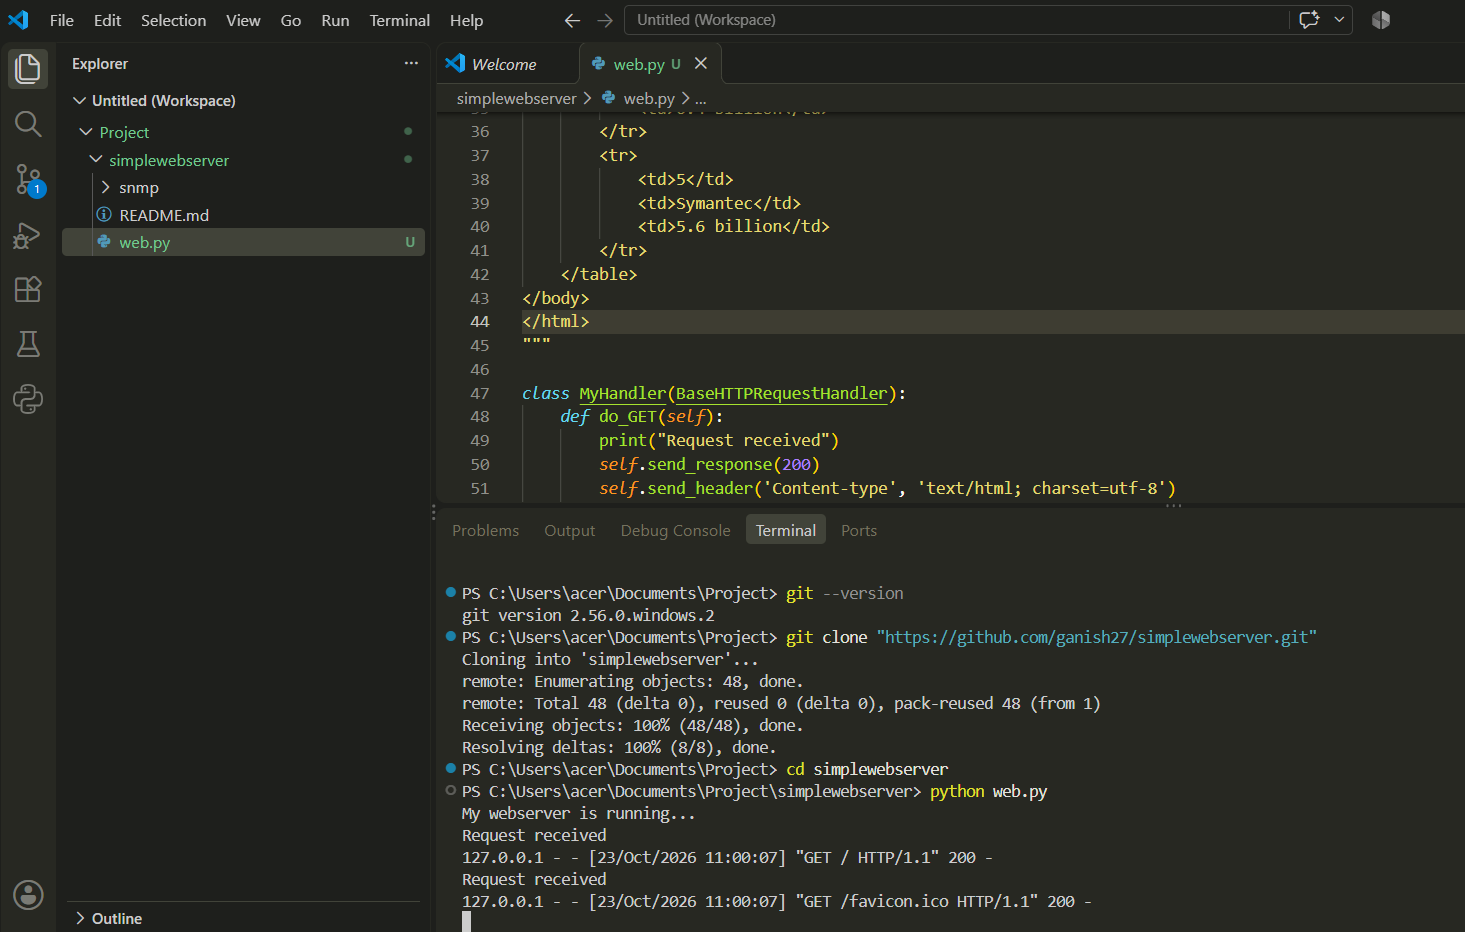 File Edit Selection View Go Run Terminal Help
Untitled (Workspace)
Explorer
Untitled (Workspace)
Project
simplewebserver
snmp
README.md
web.py U
1
Outline
Welcome
web.py U
simplewebserver > web.py > ...
36 </tr>
37 <tr>
38 <td>5</td>
39 <td>Symantec</td>
40 <td>5.6 billion</td>
41 </tr>
42 </table>
43 </body>
44 </html>
45 """
46
47 class MyHandler(BaseHTTPRequestHandler):
48 def do_GET(self):
49 print("Request received")
50 self.send_response(200)
51 self.send_header('Content-type', 'text/html; charset=utf-8')
Problems Output Debug Console Terminal Ports
PS C:\Users\acer\Documents\Project> git --version
git version 2.56.0.windows.2
PS C:\Users\acer\Documents\Project> git clone "https://github.com/ganish27/simplewebserver.git"
Cloning into 'simplewebserver'...
remote: Enumerating objects: 48, done.
remote: Total 48 (delta 0), reused 0 (delta 0), pack-reused 48 (from 1)
Receiving objects: 100% (48/48), done.
Resolving deltas: 100% (8/8), done.
PS C:\Users\acer\Documents\Project> cd simplewebserver
PS C:\Users\acer\Documents\Project\simplewebserver> python web.py
My webserver is running...
Request received
127.0.0.1 - - [23/Oct/2026 11:00:07] "GET / HTTP/1.1" 200 -
Request received
127.0.0.1 - - [23/Oct/2026 11:00:07] "GET /favicon.ico HTTP/1.1" 200 -